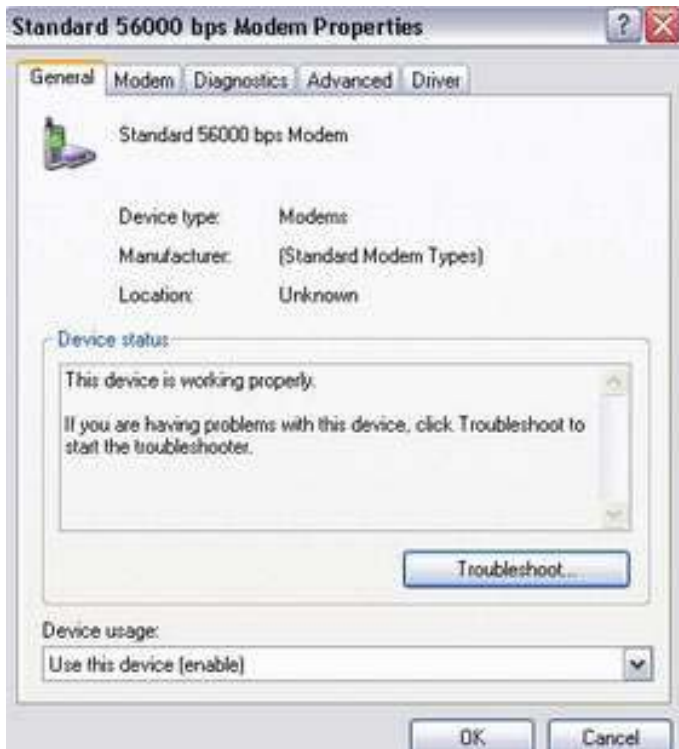 Standard 56000 bps Modem Properties
General Modem Diagnostics Advanced Driver
Standard 56000 bps Modem
Device type: Modems
Manufacturer: (Standard Modem Types)
Location: Unknown
Device status
This device is working properly.
If you are having problems with this device, click Troubleshoot to
start the troubleshooter.
Troubleshoot...
Device usage:
Use this device (enable)
OK Cancel